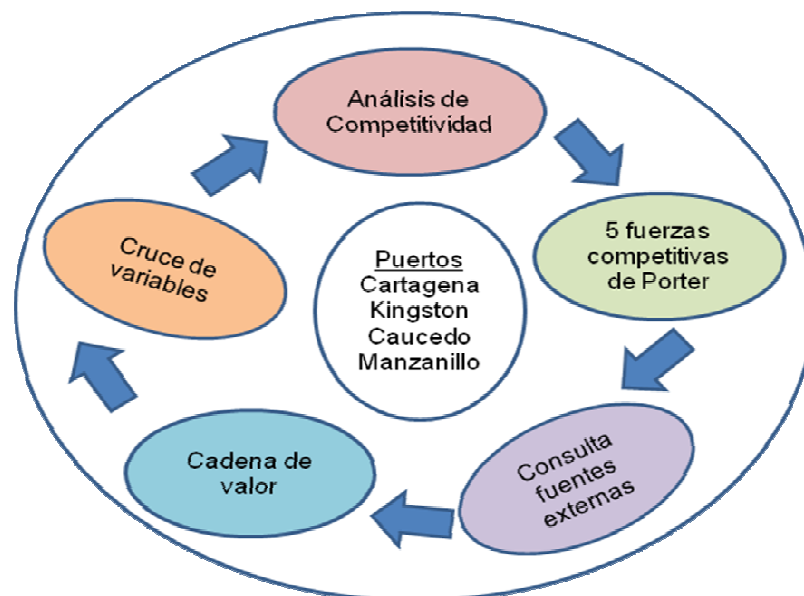 Análisis de
Competitividad
5 fuerzas
competitivas
de Porter
Consulta
fuentes
externas
Cadena de
valor
Cruce de
variables
Puertos
Cartagena
Kingston
Caucedo
Manzanillo